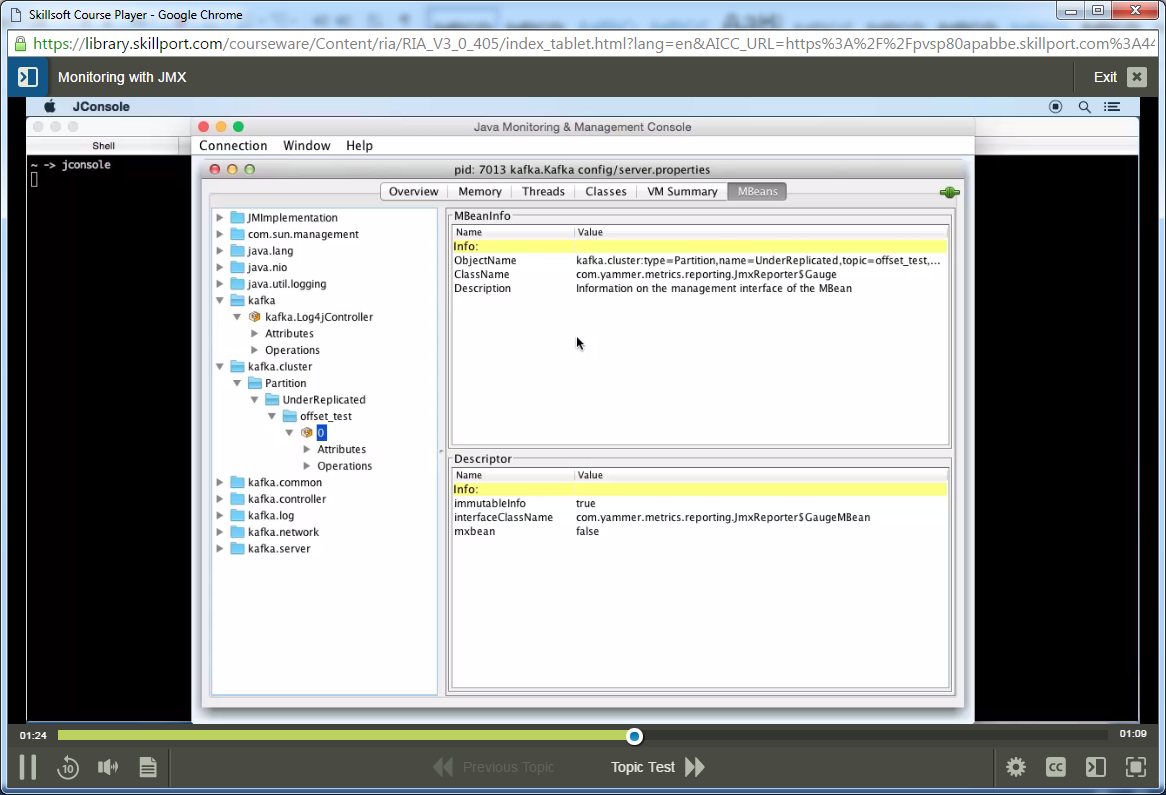 Skillsoft Course Player - Google Chrome
https://library.skillport.com/courseware/Content/ria/RIA_V3_0_405/index_tablet.html?lang=en&AICC_URL=https%3A%2F%2Fpvsp80apabbe.skillport.com%3A44
Monitoring with JMX
Exit
JConsole
Java Monitoring & Management Console
Shell
Connection Window Help
~ -> jconsole
pid: 7013 kafka.Kafka config/server.properties
Overview Memory Threads Classes VM Summary MBeans
JMImplementation
com.sun.management
java.lang
java.nio
java.util.logging
kafka
kafka.Log4jController
Attributes
Operations
kafka.cluster
Partition
UnderReplicated
offset_test
0
Attributes
Operations
kafka.common
kafka.controller
kafka.log
kafka.network
kafka.server
MBeanInfo
Name Value
Info:
ObjectName kafka.cluster:type=Partition,name=UnderReplicated,topic=offset_test,...
ClassName com.yammer.metrics.reporting.JmxReporter$Gauge
Description Information on the management interface of the MBean
Descriptor
Name Value
Info:
immutableInfo true
interfaceClassName com.yammer.metrics.reporting.JmxReporter$GaugeMBean
mxbean false
01:24
01:09
10
Previous Topic
Topic Test
CC